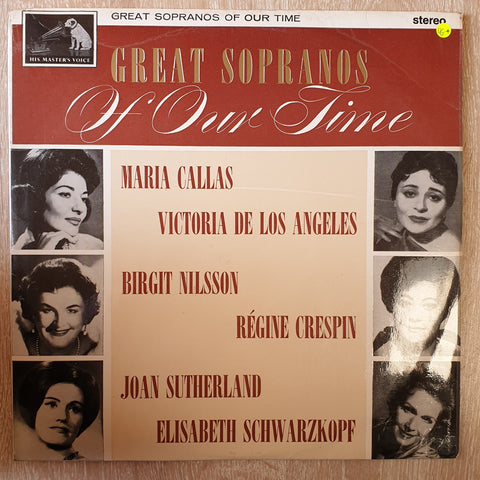 GREAT SOPRANOS OF OUR TIME
stereo
HIS MASTER'S VOICE
GREAT SOPRANOS
Of Our Time
MARIA CALLAS
VICTORIA DE LOS ANGELES
BIRGIT NILSSON
RÉGINE CRESPIN
JOAN SUTHERLAND
ELISABETH SCHWARZKOPF